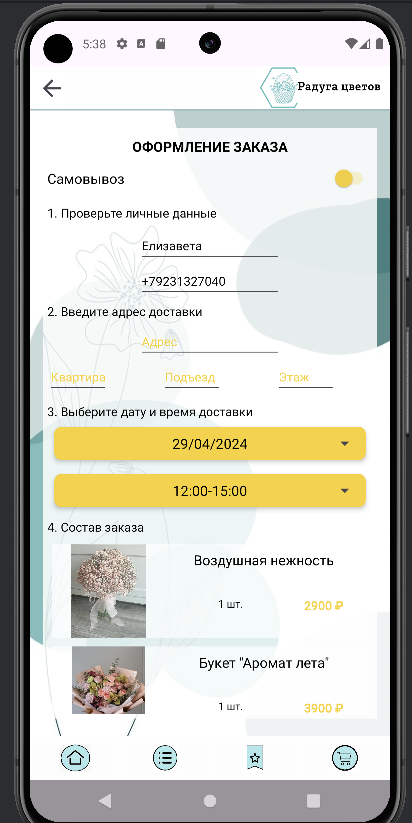 5:38
Радуга цветов
ОФОРМЛЕНИЕ ЗАКАЗА
Самовывоз
1. Проверьте личные данные
Елизавета
+79231327040
2. Введите адрес доставки
Адрес
Квартира Подъезд Этаж
3. Выберите дату и время доставки
29/04/2024
12:00-15:00
4. Состав заказа
Воздушная нежность
1 шт. 2900 ₽
Букет "Аромат лета"
1 шт. 3900 ₽